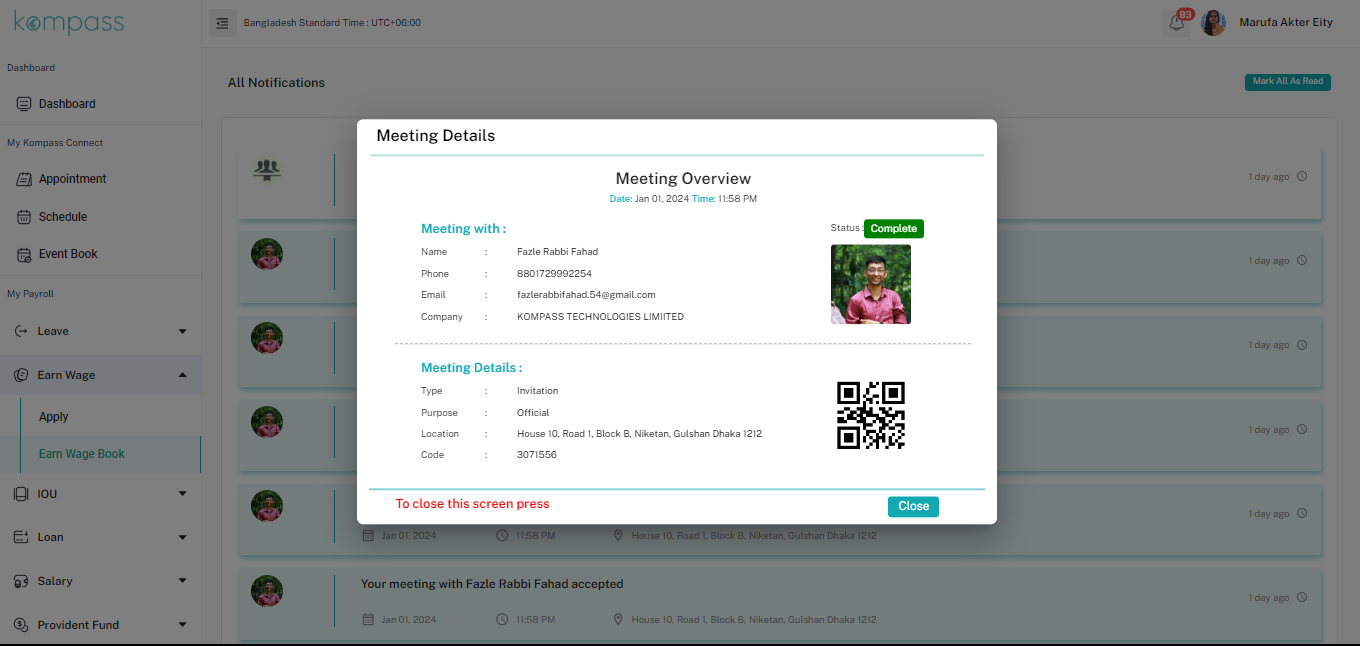 kompass
Bangladesh Standard Time : UTC+06:00
93
Marufa Akter Eity
Dashboard
Dashboard
My Kompass Connect
Appointment
Schedule
Event Book
My Payroll
Leave
Earn Wage
Apply
Earn Wage Book
IOU
Loan
Salary
Provident Fund
All Notifications
Mark All As Read
1 day ago
1 day ago
1 day ago
1 day ago
1 day ago
Jan 01, 2024 11:58 PM House 10, Road 1, Block B, Niketan, Gulshan Dhaka 1212
Your meeting with Fazle Rabbi Fahad accepted
1 day ago
Jan 01, 2024 11:58 PM House 10, Road 1, Block B, Niketan, Gulshan Dhaka 1212
Meeting Details
Meeting Overview
Date: Jan 01, 2024 Time: 11:58 PM
Meeting with :
Status : Complete
Name : Fazle Rabbi Fahad
Phone : 8801729992254
Email : fazlerabbifahad.54@gmail.com
Company : KOMPASS TECHNOLOGIES LIMIITED
Meeting Details :
Type : Invitation
Purpose : Official
Location : House 10, Road 1, Block B, Niketan, Gulshan Dhaka 1212
Code : 3071556
To close this screen press
Close